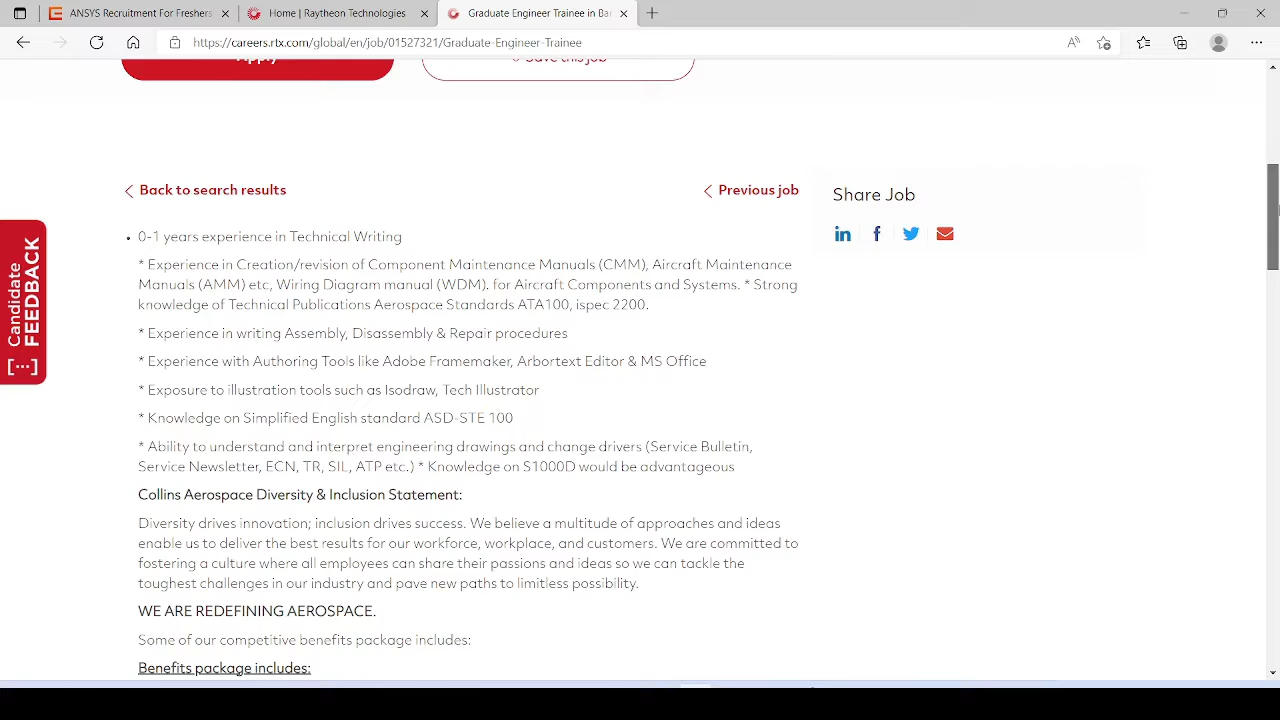 ANSYS Recruitment For Freshers
Home | Raytheon Technologies
Graduate Engineer Trainee in Ba
https://careers.rtx.com/global/en/job/01527321/Graduate-Engineer-Trainee
Apply
Save this job
Back to search results
Previous job
Share Job
Candidate
FEEDBACK
[···]
• 0-1 years experience in Technical Writing
* Experience in Creation/revision of Component Maintenance Manuals (CMM), Aircraft Maintenance
Manuals (AMM) etc, Wiring Diagram manual (WDM). for Aircraft Components and Systems. * Strong
knowledge of Technical Publications Aerospace Standards ATA100, ispec 2200.
* Experience in writing Assembly, Disassembly & Repair procedures
* Experience with Authoring Tools like Adobe Framemaker, Arbortext Editor & MS Office
* Exposure to illustration tools such as Isodraw, Tech Illustrator
* Knowledge on Simplified English standard ASD-STE 100
* Ability to understand and interpret engineering drawings and change drivers (Service Bulletin,
Service Newsletter, ECN, TR, SIL, ATP etc.) * Knowledge on S1000D would be advantageous
Collins Aerospace Diversity & Inclusion Statement:
Diversity drives innovation; inclusion drives success. We believe a multitude of approaches and ideas
enable us to deliver the best results for our workforce, workplace, and customers. We are committed to
fostering a culture where all employees can share their passions and ideas so we can tackle the
toughest challenges in our industry and pave new paths to limitless possibility.
WE ARE REDEFINING AEROSPACE.
Some of our competitive benefits package includes:
Benefits package includes: